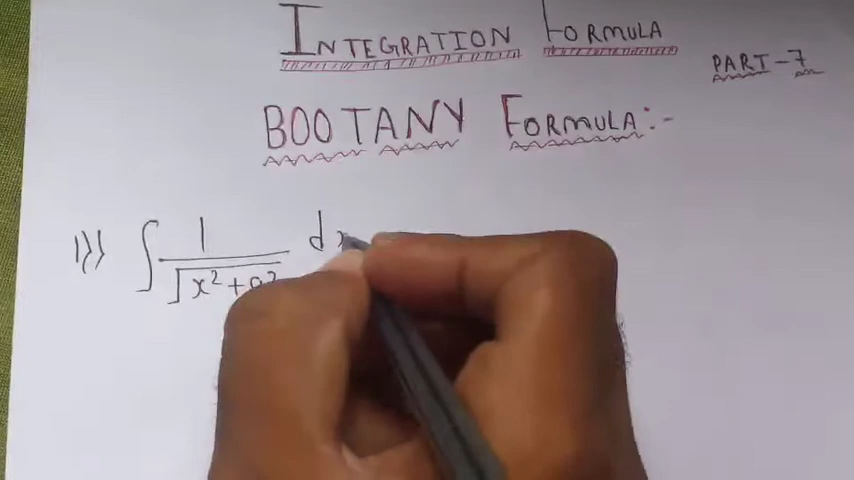 INTEGRATION FORMULA
PART-7
BOOTANY FORMULA:-
1>> ∫ 1/√x²+a² dx